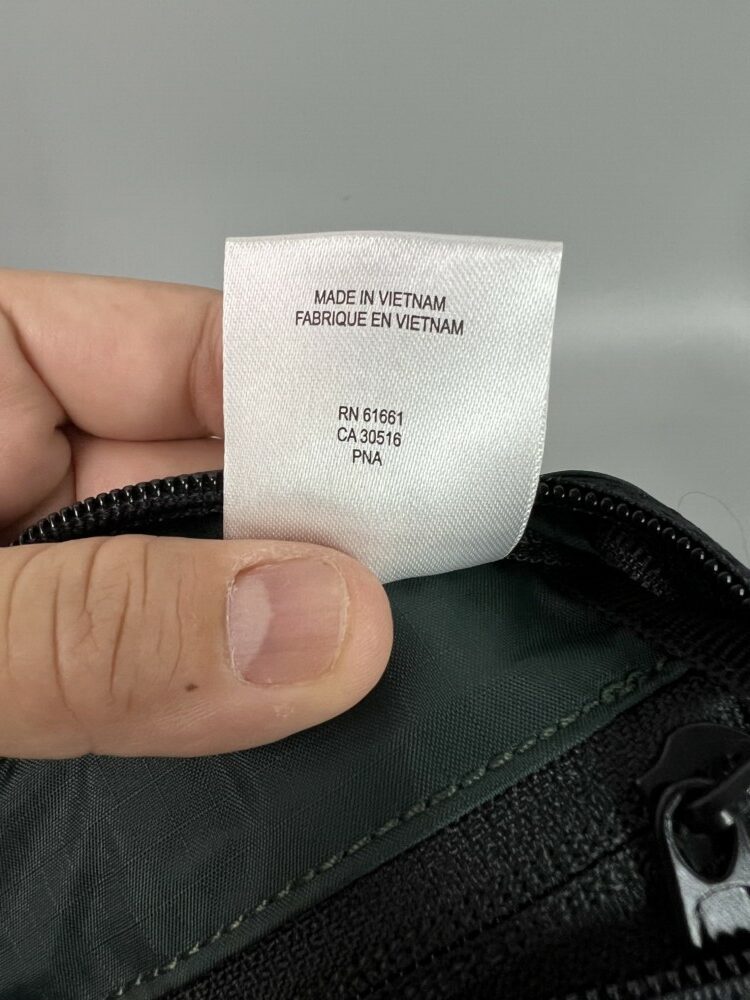 MADE IN VIETNAM
FABRIQUE EN VIETNAM
RN 61661
CA 30516
PNA